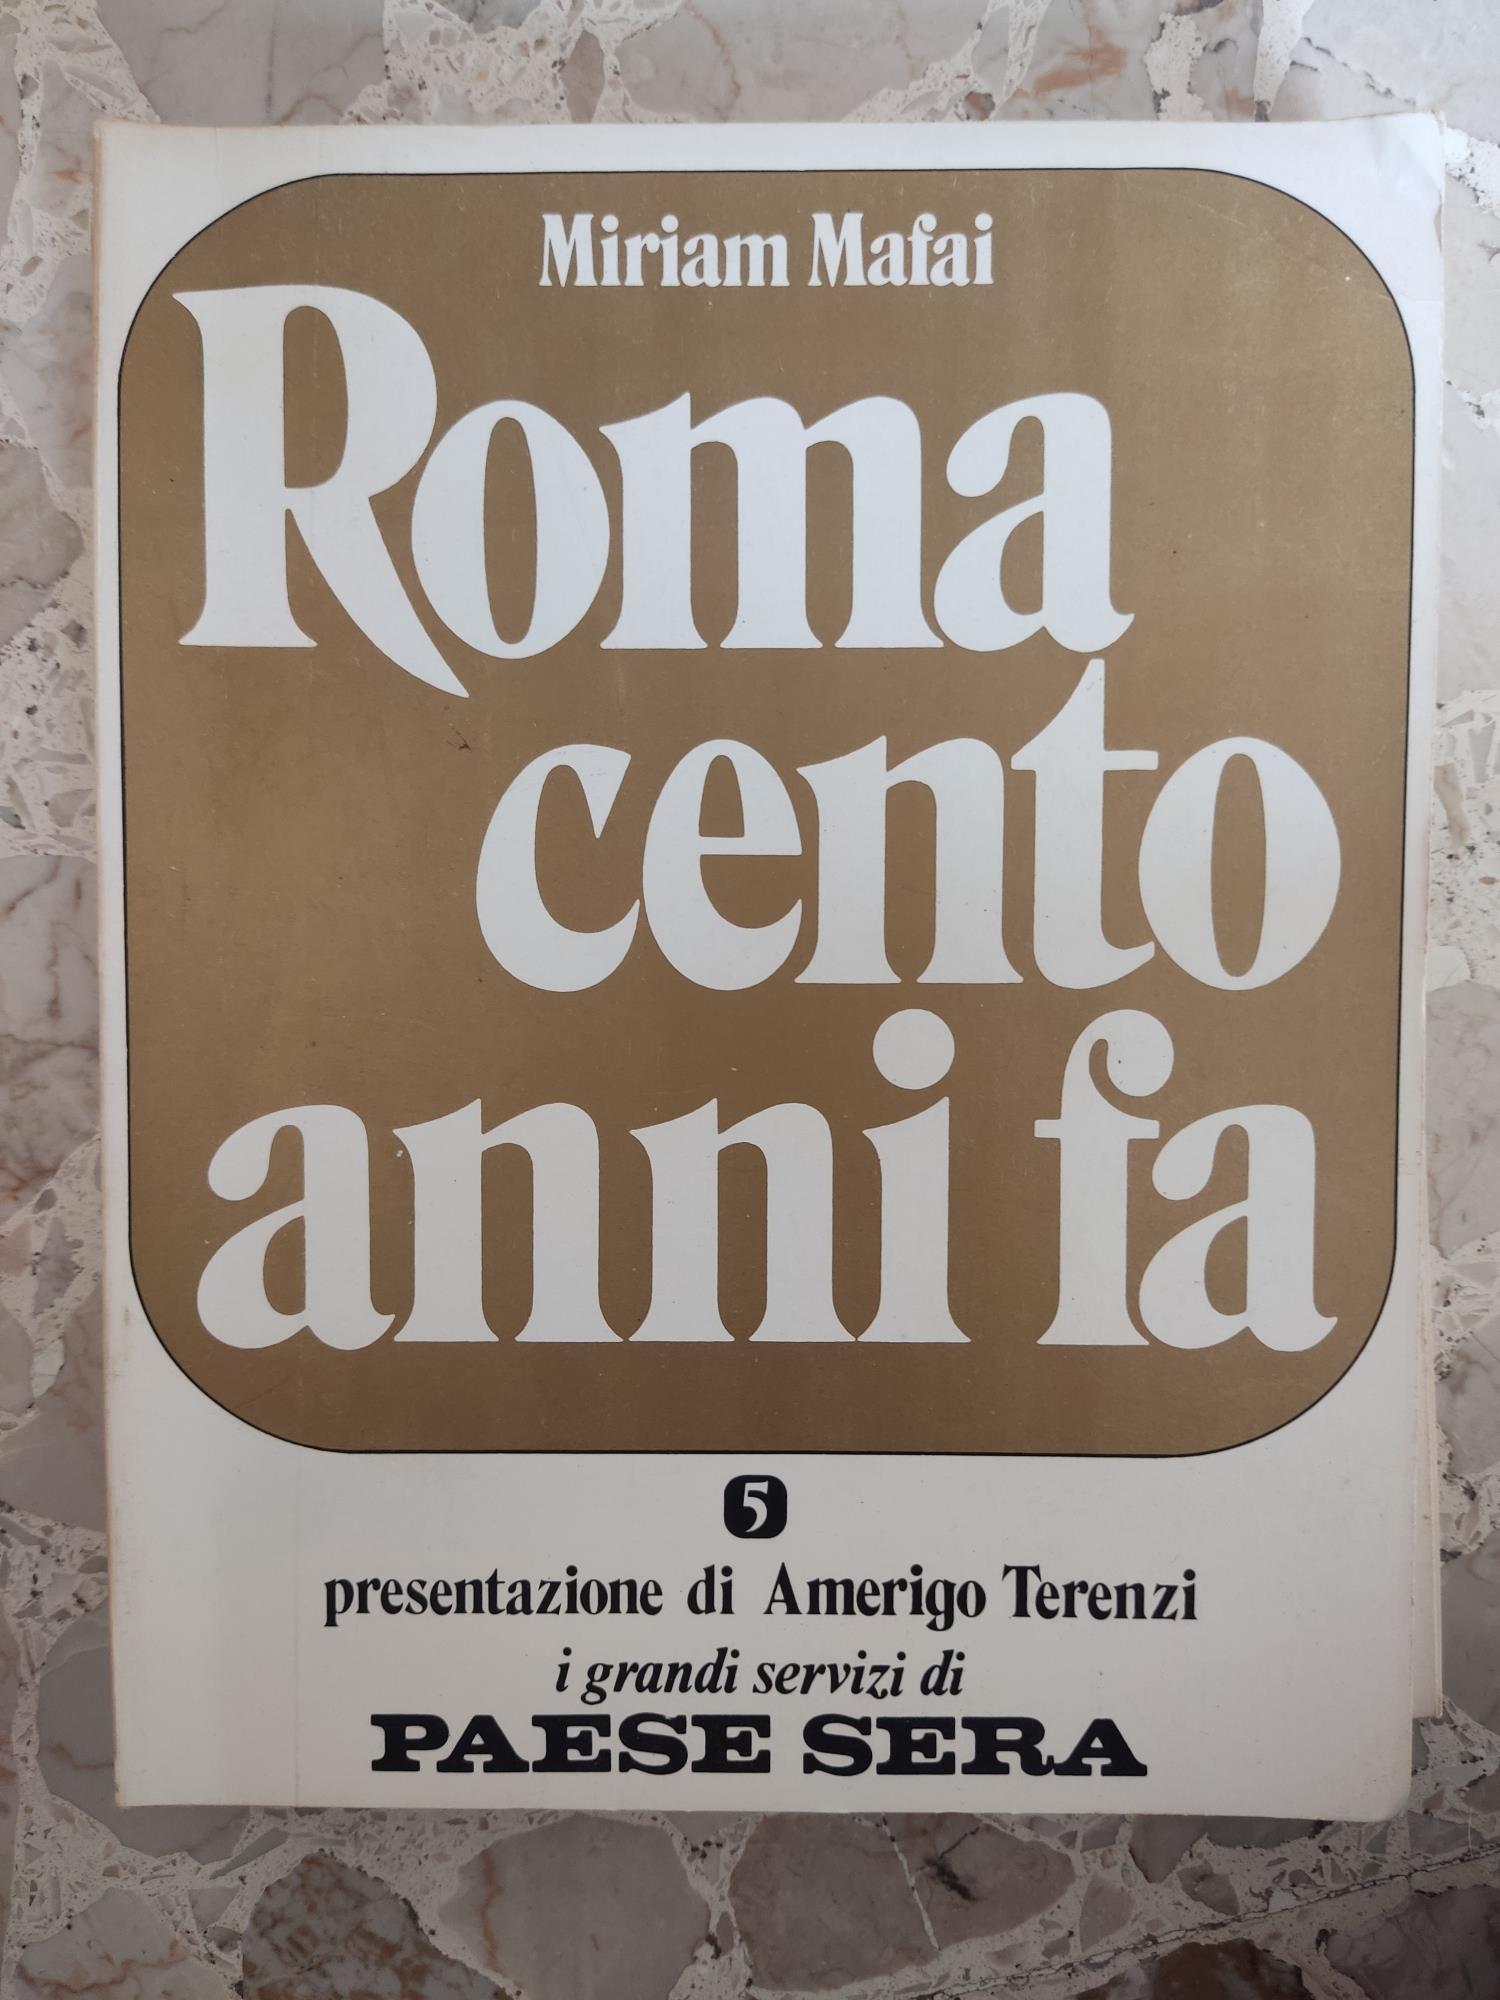 Miriam Mafai
Roma
cento
anni fa
5
presentazione di Amerigo Terenzi
i grandi servizi di
PAESE SERA